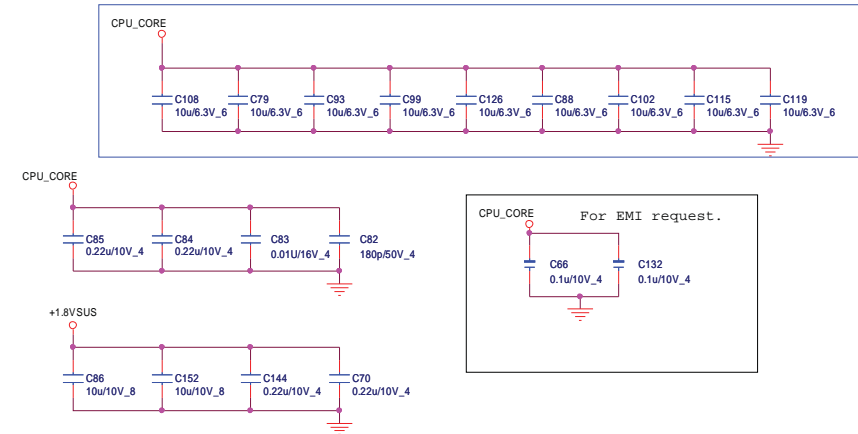 CPU_CORE
C108 C79 C93 C99 C126 C88 C102 C115 C119
10u/6.3V_6 10u/6.3V_6 10u/6.3V_6 10u/6.3V_6 10u/6.3V_6 10u/6.3V_6 10u/6.3V_6 10u/6.3V_6 10u/6.3V_6
CPU_CORE
C85 C84 C83 C82
0.22u/10V_4 0.22u/10V_4 0.01U/16V_4 180p/50V_4
CPU_CORE For EMI request.
C66 C132
0.1u/10V_4 0.1u/10V_4
+1.8VSUS
C86 C152 C144 C70
10u/10V_8 10u/10V_8 0.22u/10V_4 0.22u/10V_4